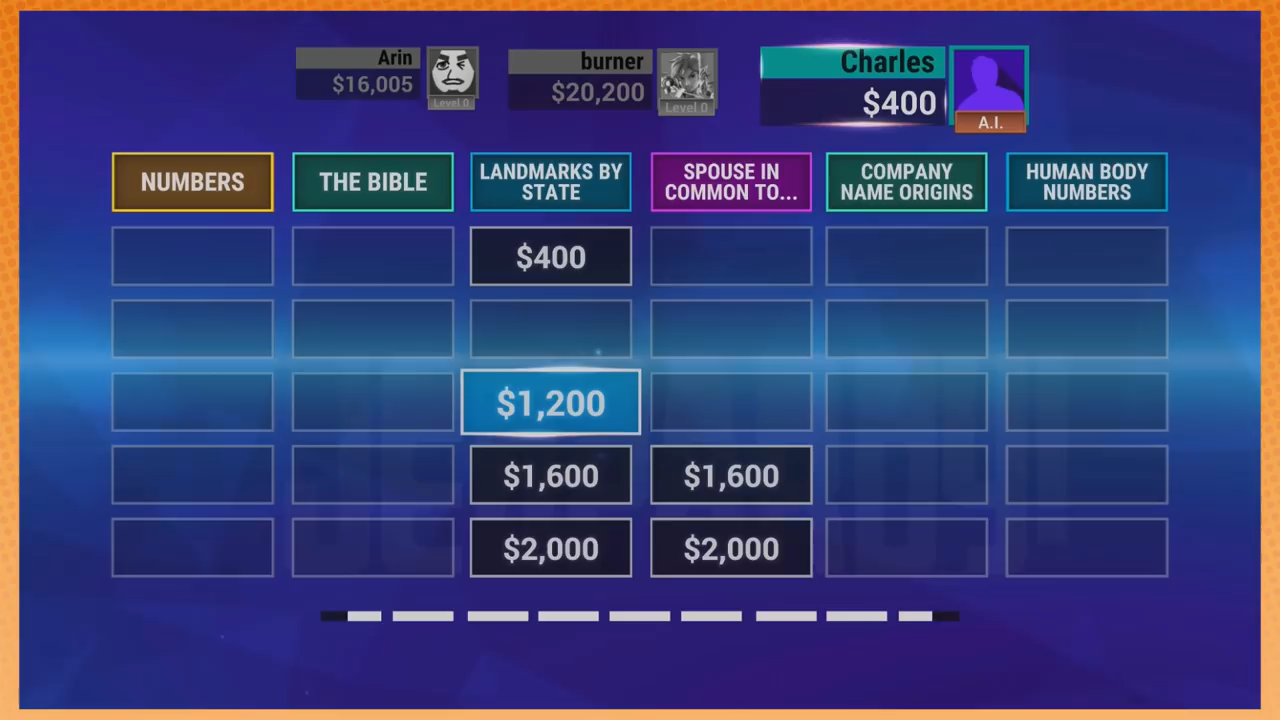 Arin
$16,005
Level 0
burner
$20,200
Level 0
Charles
$400
A.I.
NUMBERS
THE BIBLE
LANDMARKS BY
STATE
SPOUSE IN
COMMON TO...
COMPANY
NAME ORIGINS
HUMAN BODY
NUMBERS
$400
$1,200
$1,600
$1,600
$2,000
$2,000